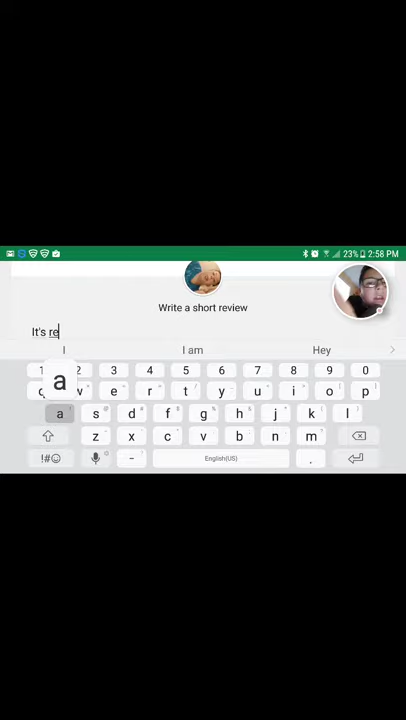 23% 2:58 PM
Write a short review
It's re
I I am Hey
1 2 3 4 5 6 7 8 9 0
q w e r t y u i o p
a
a s d f g h j k l
z x c v b n m
!#☺ - English(US) .